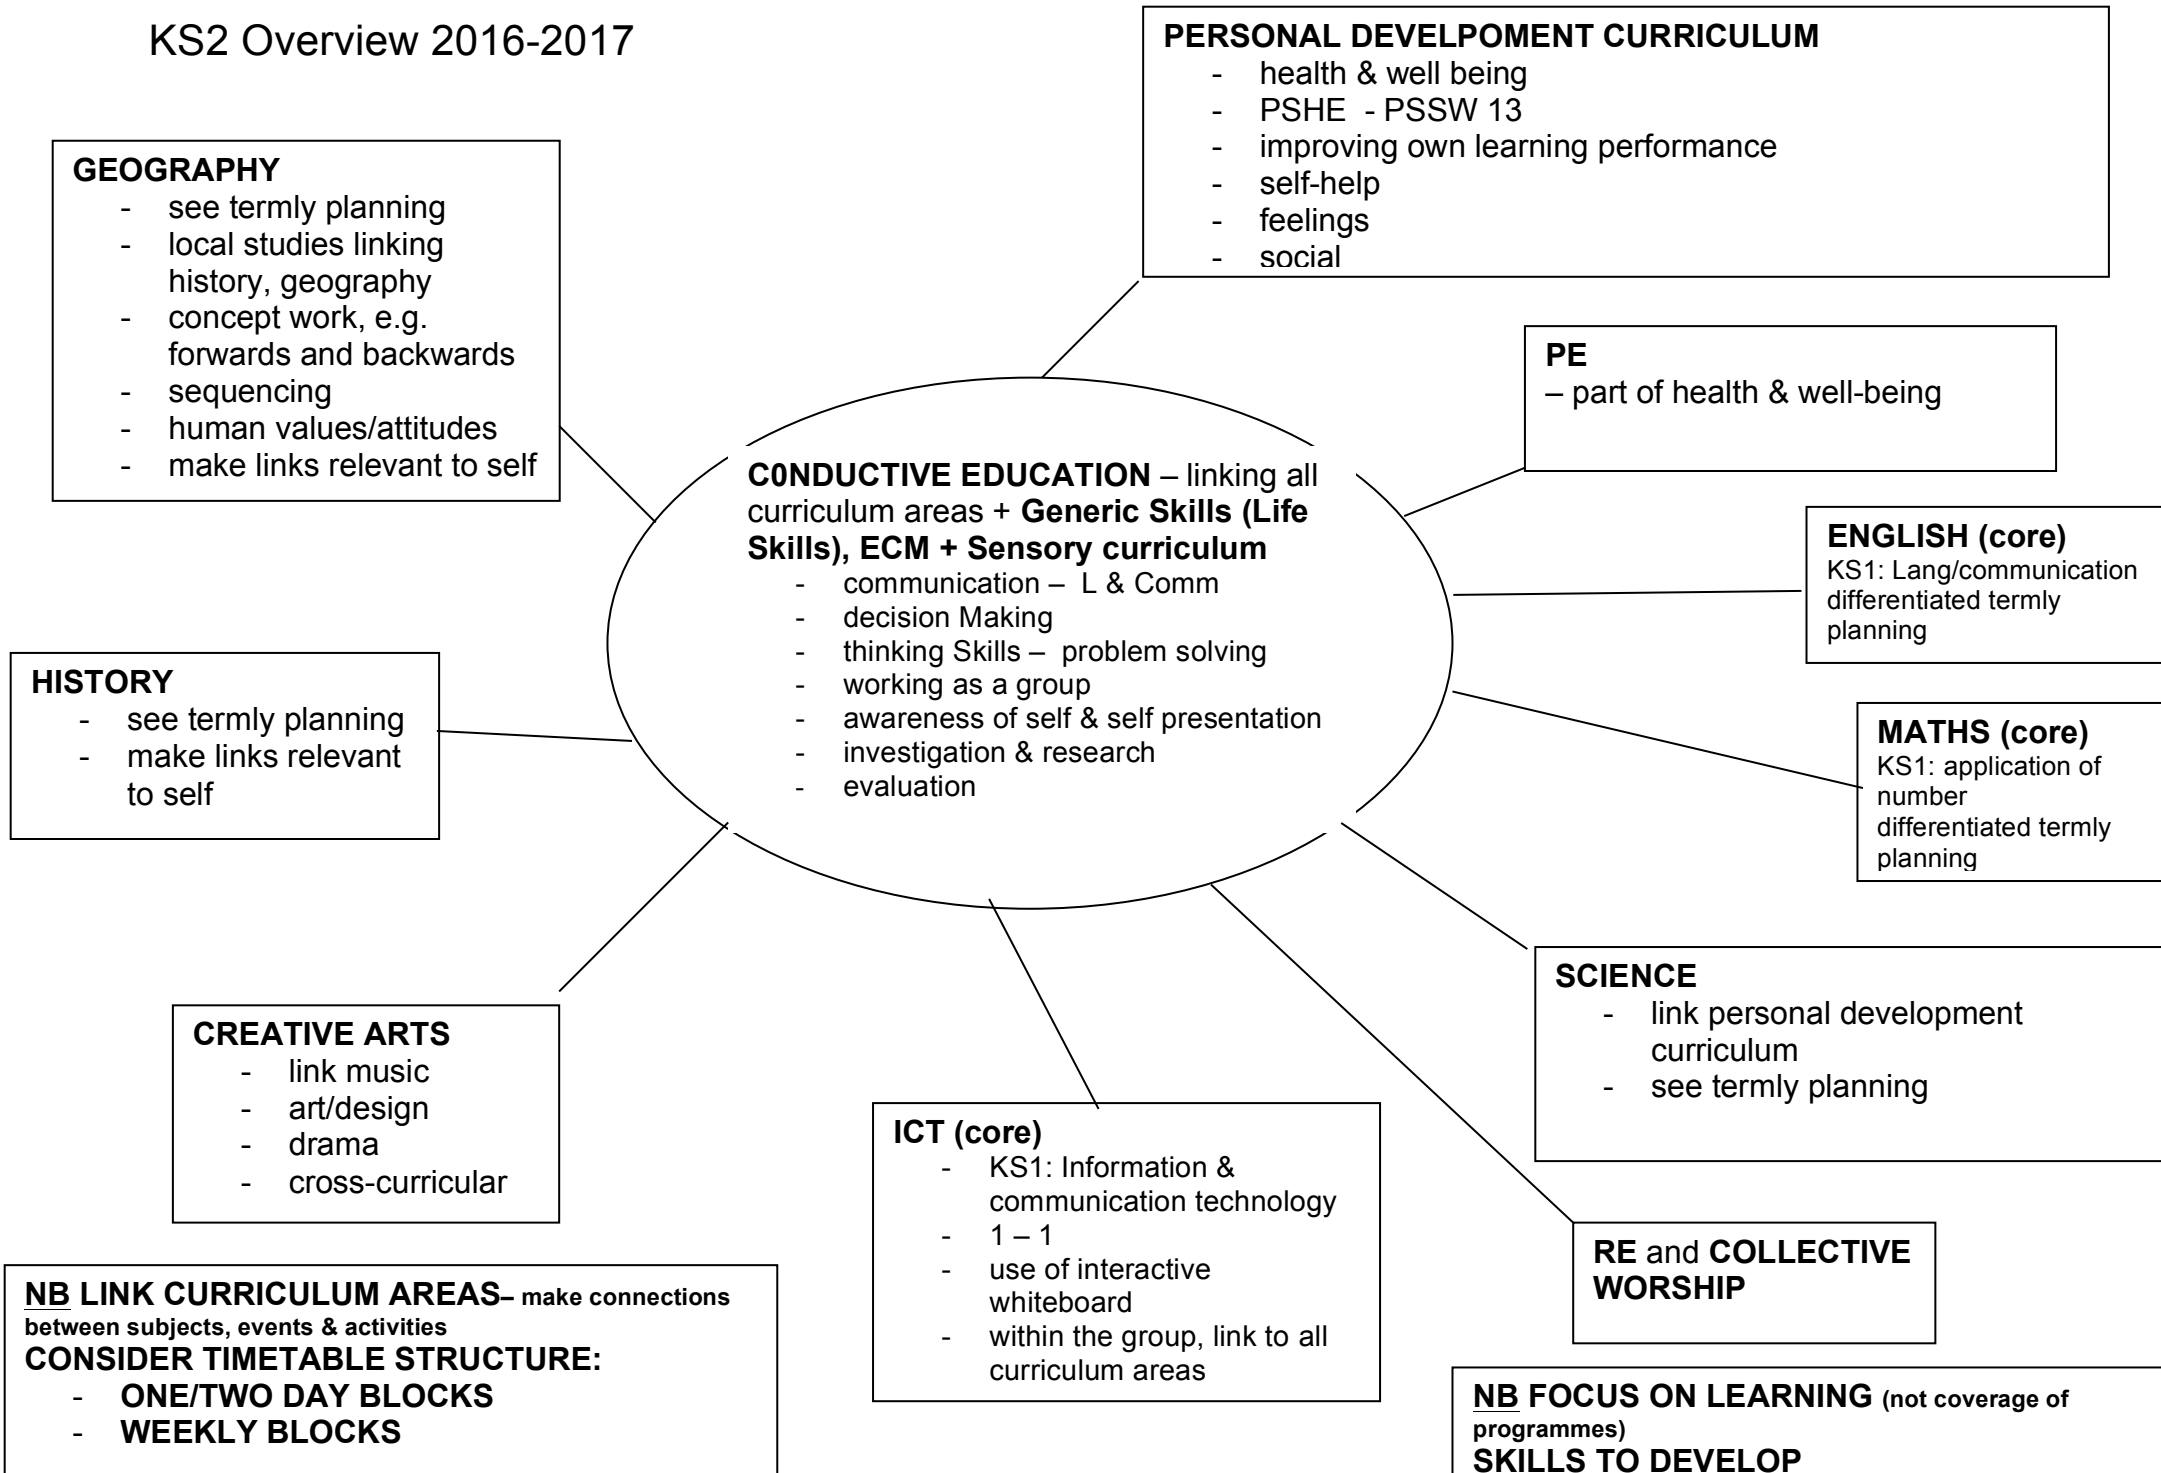 KS2 Overview 2016-2017
PERSONAL DEVELPOMENT CURRICULUM
- health & well being
- PSHE - PSSW 13
- improving own learning performance
- self-help
- feelings
- social
GEOGRAPHY
- see termly planning
- local studies linking
history, geography
- concept work, e.g.
forwards and backwards
- sequencing
- human values/attitudes
- make links relevant to self
PE
– part of health & well-being
C0NDUCTIVE EDUCATION – linking all
curriculum areas + Generic Skills (Life
Skills), ECM + Sensory curriculum
- communication – L & Comm
- decision Making
- thinking Skills – problem solving
- working as a group
- awareness of self & self presentation
- investigation & research
- evaluation
ENGLISH (core)
KS1: Lang/communication
differentiated termly
planning
HISTORY
- see termly planning
- make links relevant
to self
MATHS (core)
KS1: application of
number
differentiated termly
planning
SCIENCE
- link personal development
curriculum
- see termly planning
CREATIVE ARTS
- link music
- art/design
- drama
- cross-curricular
ICT (core)
- KS1: Information &
communication technology
- 1 – 1
- use of interactive
whiteboard
- within the group, link to all
curriculum areas
RE and COLLECTIVE
WORSHIP
NB LINK CURRICULUM AREAS– make connections
between subjects, events & activities
CONSIDER TIMETABLE STRUCTURE:
- ONE/TWO DAY BLOCKS
- WEEKLY BLOCKS
NB FOCUS ON LEARNING (not coverage of
programmes)
SKILLS TO DEVELOP